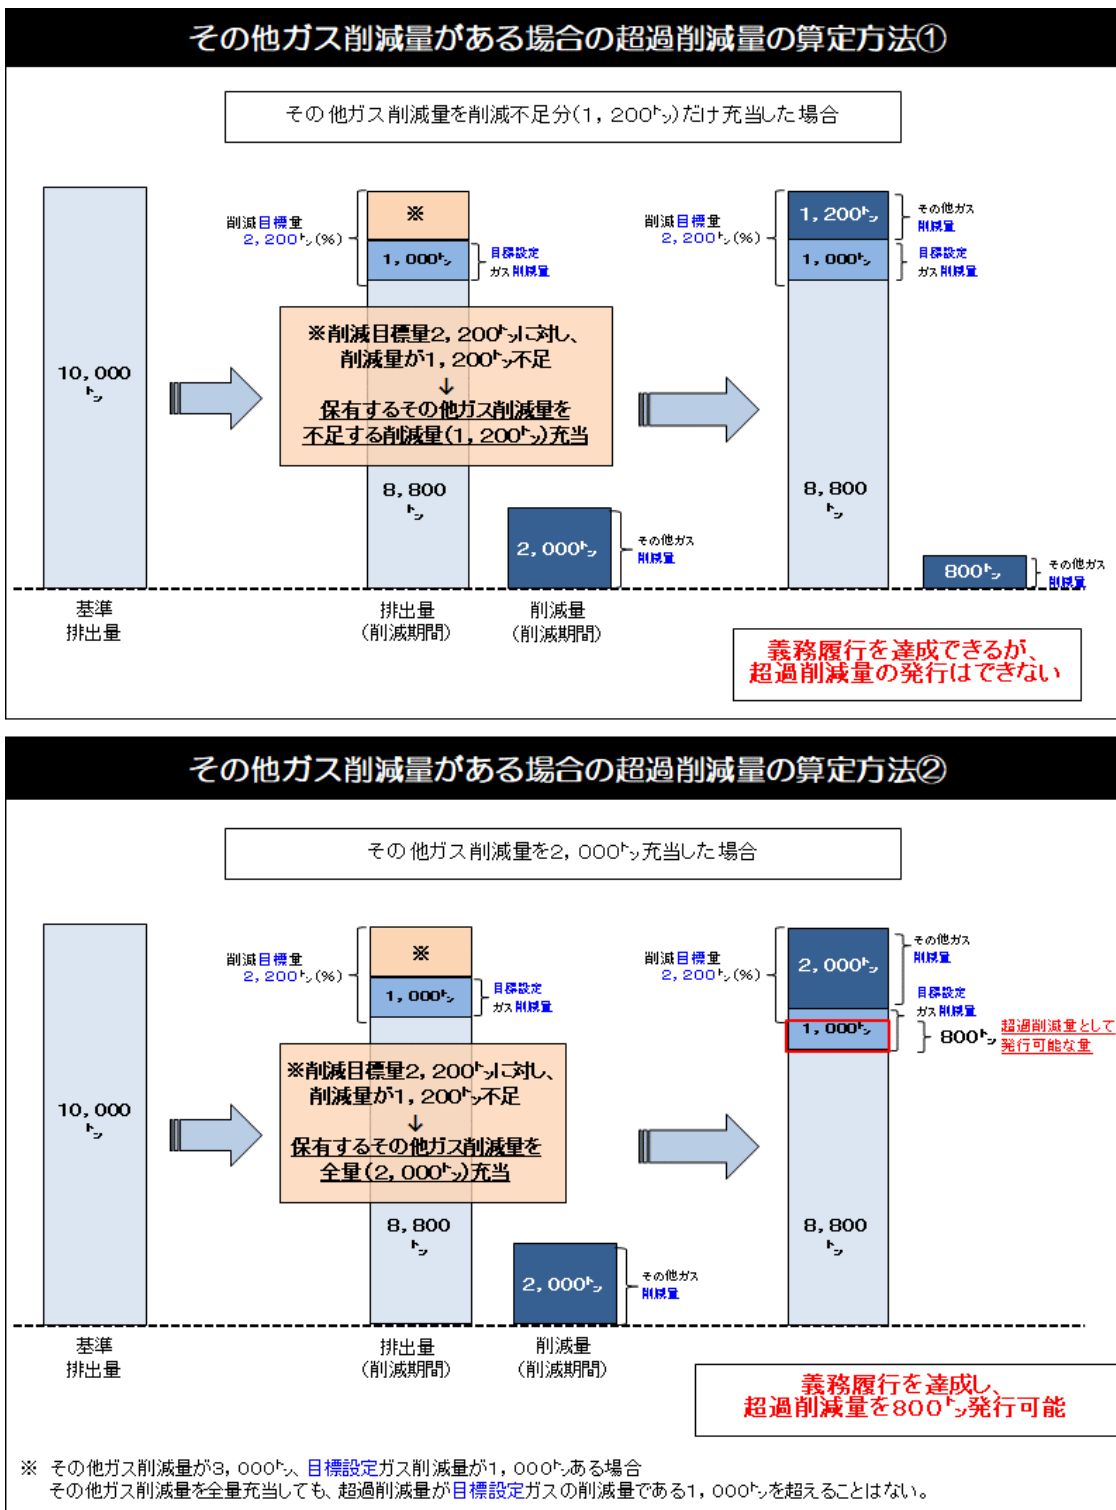 その他ガス削減量がある場合の超過削減量の算定方法①
その他ガス削減量を削減不足分(1，200㌧)だけ充当した場合
削減目標量
2，200㌧(%)
※
1，000㌧
目標設定
ガス削減量
10，000
㌧
※削減目標量2，200㌧に対し、
削減量が1，200㌧不足
↓
保有するその他ガス削減量を
不足する削減量(1，200㌧)充当
8，800
㌧
2，000㌧
その他ガス
削減量
削減目標量
2，200㌧(%)
1，200㌧
その他ガス
削減量
1，000㌧
目標設定
ガス削減量
8，800
㌧
800㌧
その他ガス
削減量
基準
排出量
排出量
(削減期間)
削減量
(削減期間)
義務履行を達成できるが、
超過削減量の発行はできない
その他ガス削減量がある場合の超過削減量の算定方法②
その他ガス削減量を2，000㌧充当した場合
削減目標量
2，200㌧(%)
※
1，000㌧
目標設定
ガス削減量
10，000
㌧
※削減目標量2，200㌧に対し、
削減量が1，200㌧不足
↓
保有するその他ガス削減量を
全量(2，000㌧)充当
8，800
㌧
2，000㌧
その他ガス
削減量
削減目標量
2，200㌧(%)
2，000㌧
その他ガス
削減量
目標設定
ガス削減量
1，000㌧
800㌧
超過削減量として
発行可能な量
8，800
㌧
基準
排出量
排出量
(削減期間)
削減量
(削減期間)
義務履行を達成し、
超過削減量を800㌧発行可能
※ その他ガス削減量が3，000㌧、目標設定ガス削減量が1，000㌧ある場合
その他ガス削減量を全量充当しても、超過削減量が目標設定ガスの削減量である1，000㌧を超えることはない。